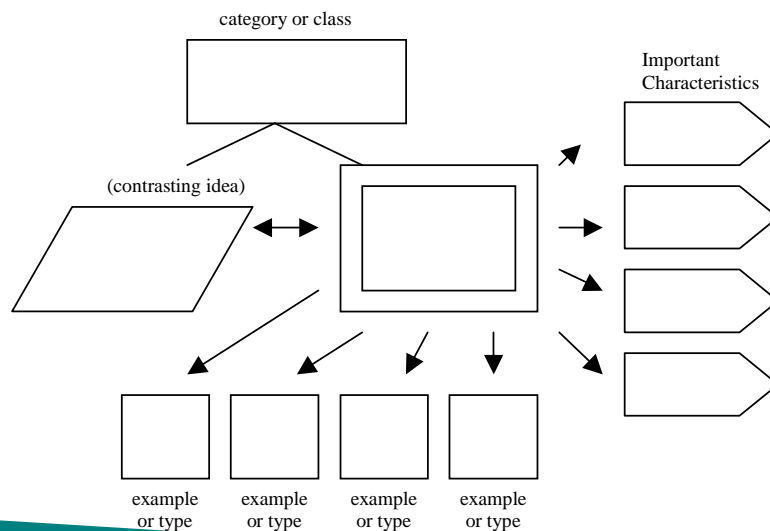 category or class
Important
Characteristics
(contrasting idea)
example
or type
example
or type
example
or type
example
or type